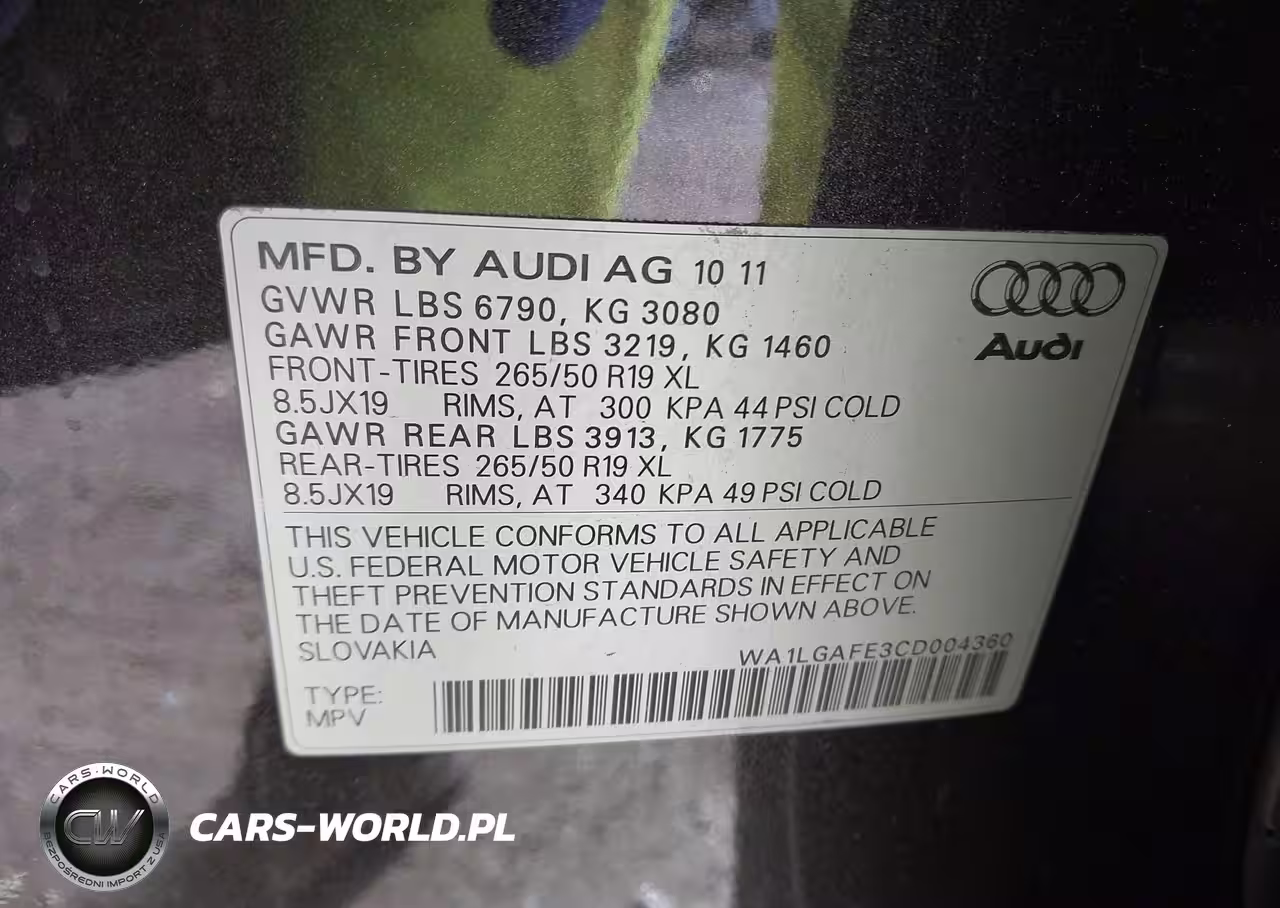 MFD. BY AUDI AG 10 11
GVWR LBS 6790, KG 3080
GAWR FRONT LBS 3219, KG 1460
FRONT-TIRES 265/50 R19 XL
8.5JX19 RIMS, AT 300 KPA 44 PSI COLD
GAWR REAR LBS 3913, KG 1775
REAR-TIRES 265/50 R19 XL
8.5JX19 RIMS, AT 340 KPA 49 PSI COLD
Audi
THIS VEHICLE CONFORMS TO ALL APPLICABLE
U.S. FEDERAL MOTOR VEHICLE SAFETY AND
THEFT PREVENTION STANDARDS IN EFFECT ON
THE DATE OF MANUFACTURE SHOWN ABOVE.
SLOVAKIA
WA1LGAFE3CD004360
TYPE:
MPV
CARS-WORLD
CW
BEZPOŚREDNI IMPORT Z USA
CARS-WORLD.PL